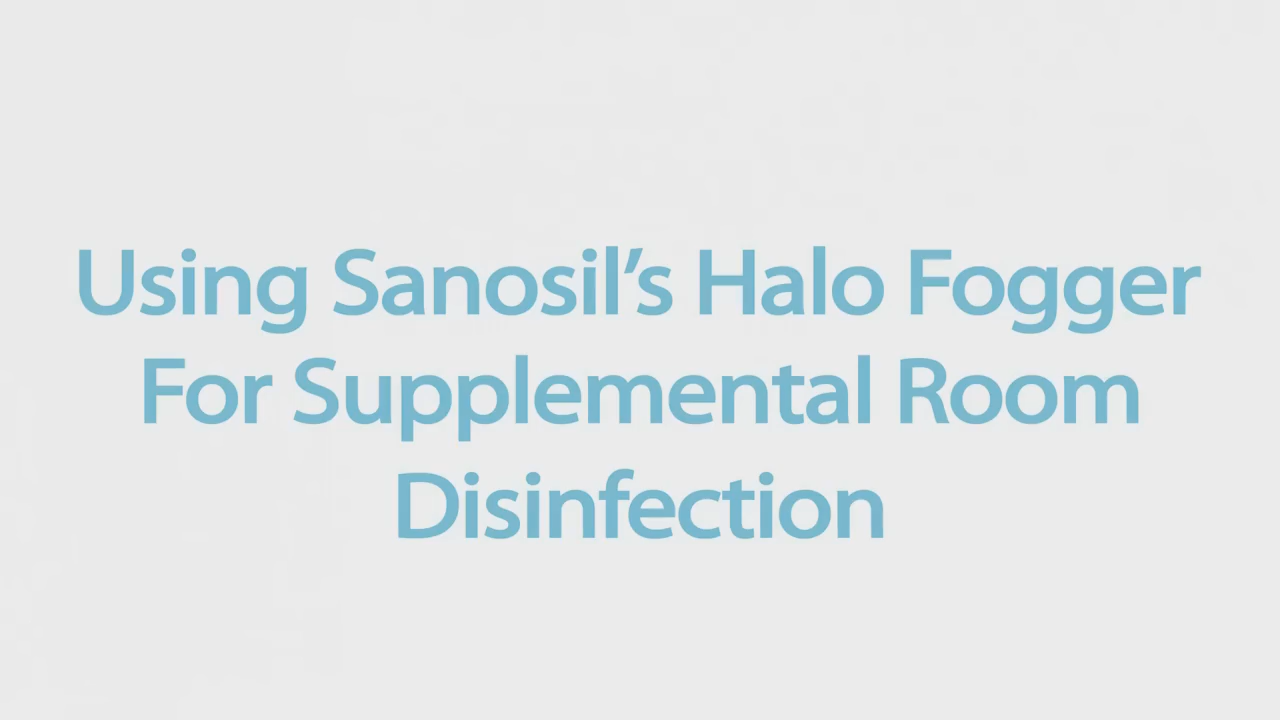 Using Sanosil’s Halo Fogger
For Supplemental Room
Disinfection